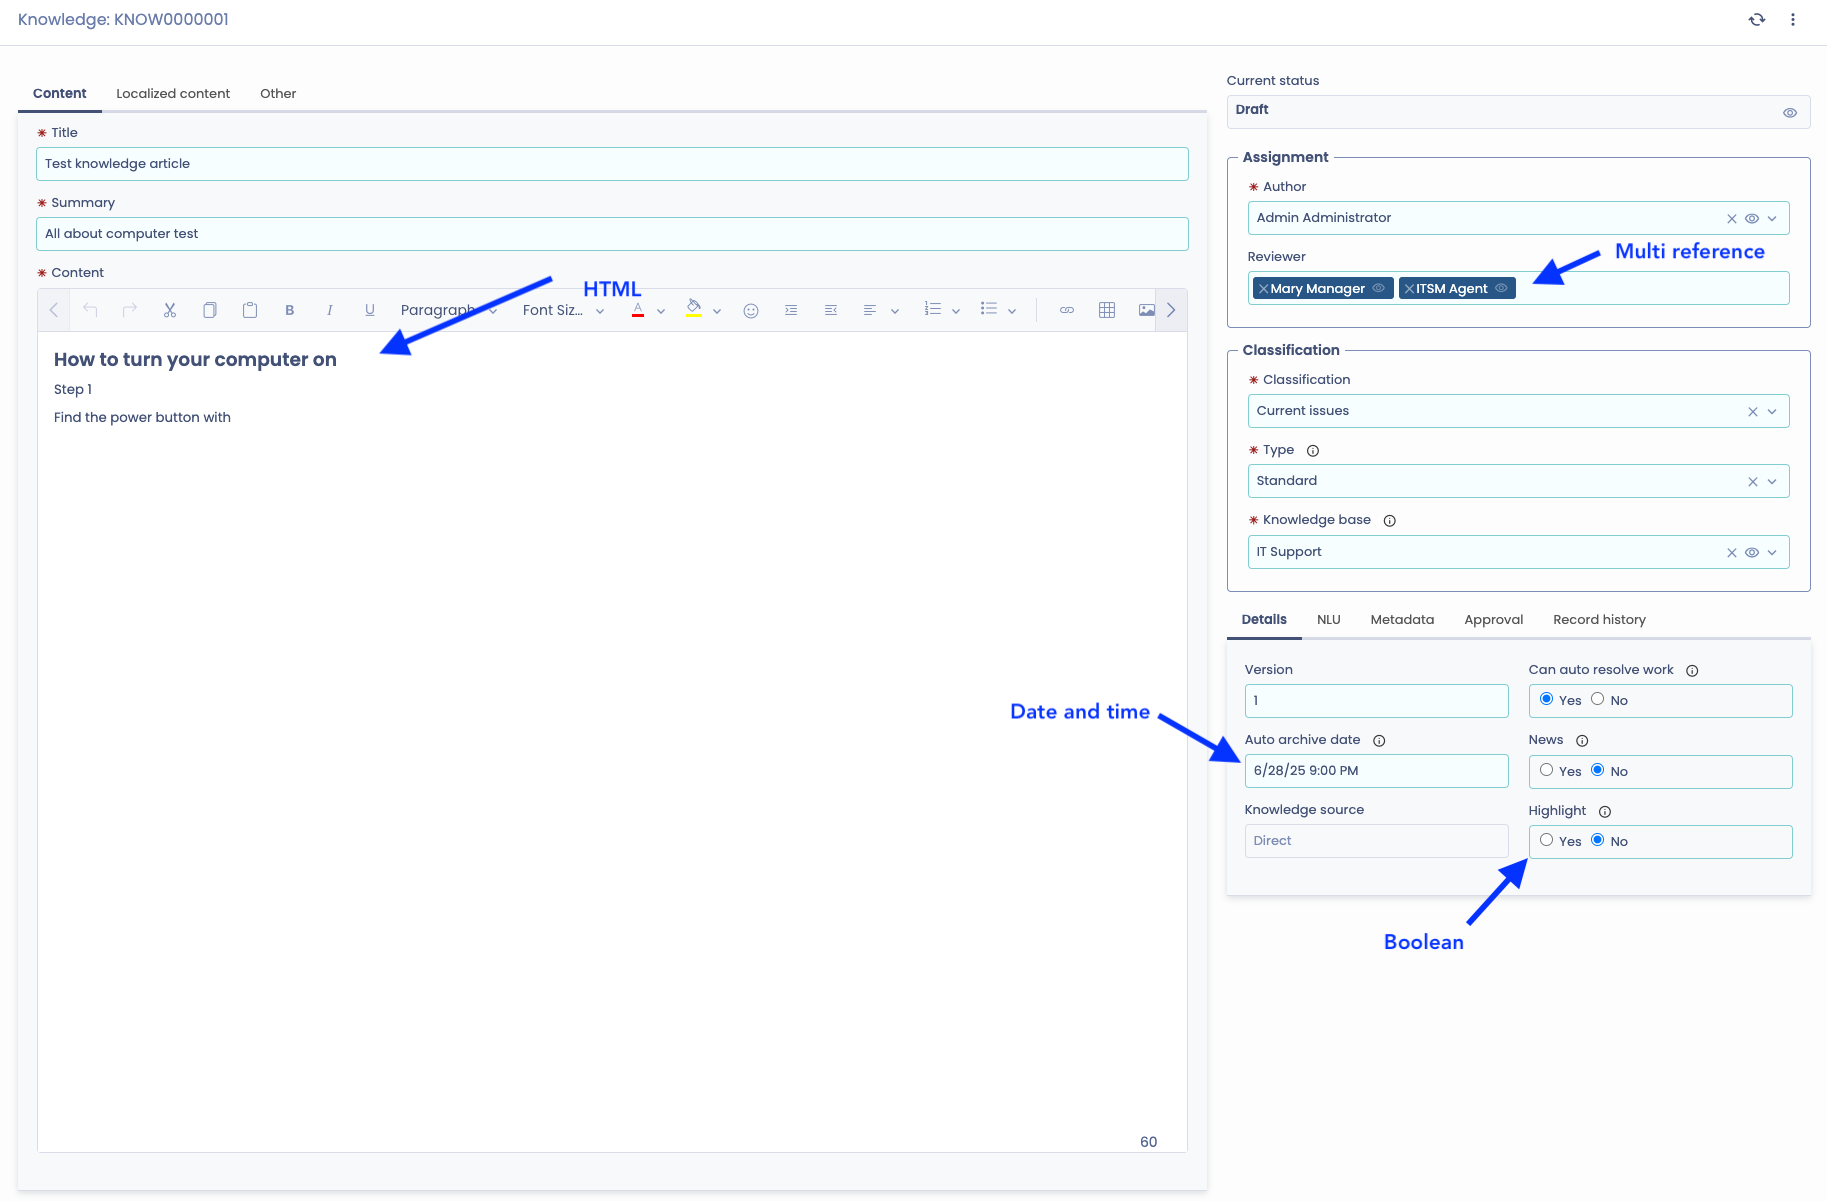 Knowledge: KNOW0000001
Content Localized content Other
* Title
Test knowledge article
* Summary
All about computer test
* Content
HTML
B I U Paragraph Font Siz... A
How to turn your computer on
Step 1
Find the power button with
60
Current status
Draft
Assignment
* Author
Admin Administrator
Multi reference
Reviewer
Mary Manager ITSM Agent
Classification
* Classification
Current issues
* Type
Standard
* Knowledge base
IT Support
Details NLU Metadata Approval Record history
Version
1
Can auto resolve work
Yes No
Date and time
Auto archive date
6/28/25 9:00 PM
News
Yes No
Knowledge source
Direct
Highlight
Yes No
Boolean